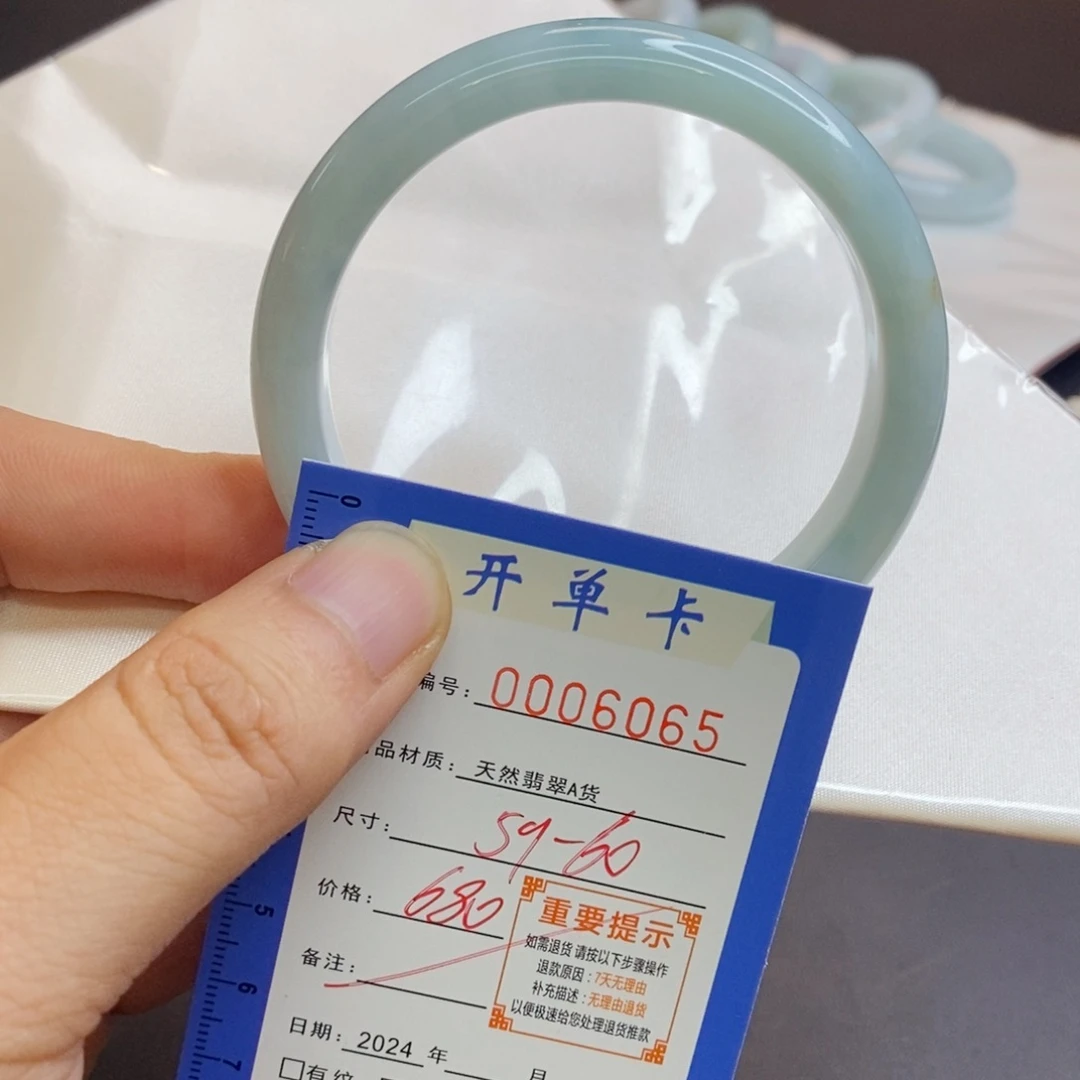 0
开单卡
编号: 0006065
品材质: 天然翡翠A货
尺寸: 59-60
价格: 680
重要提示
如需退货 请按以下步骤操作
退款原因:7天无理由
补充描述:无理由退货
以便极速给您处理退货推款
备注:
日期: 2024 年 月
□有纹
5
6
7